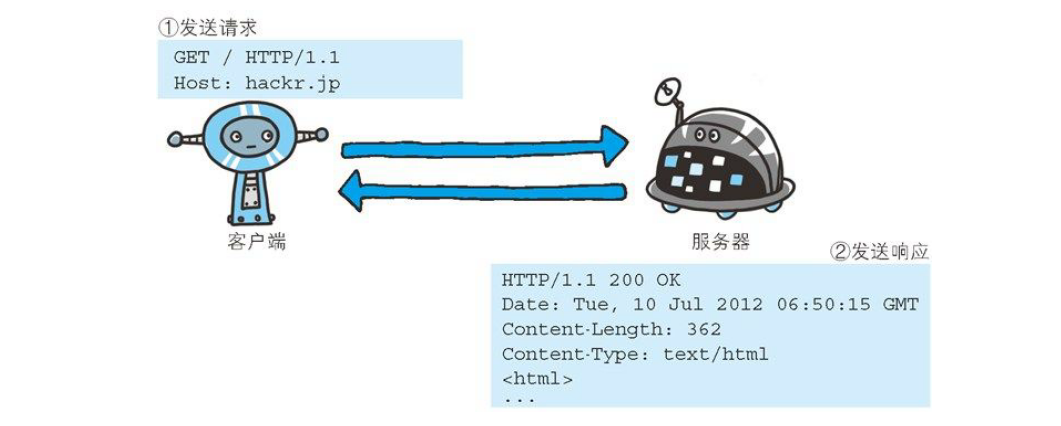 ①发送请求
GET / HTTP/1.1
Host: hackr.jp
客户端
服务器
②发送响应
HTTP/1.1 200 OK
Date: Tue, 10 Jul 2012 06:50:15 GMT
Content-Length: 362
Content-Type: text/html
<html>
...